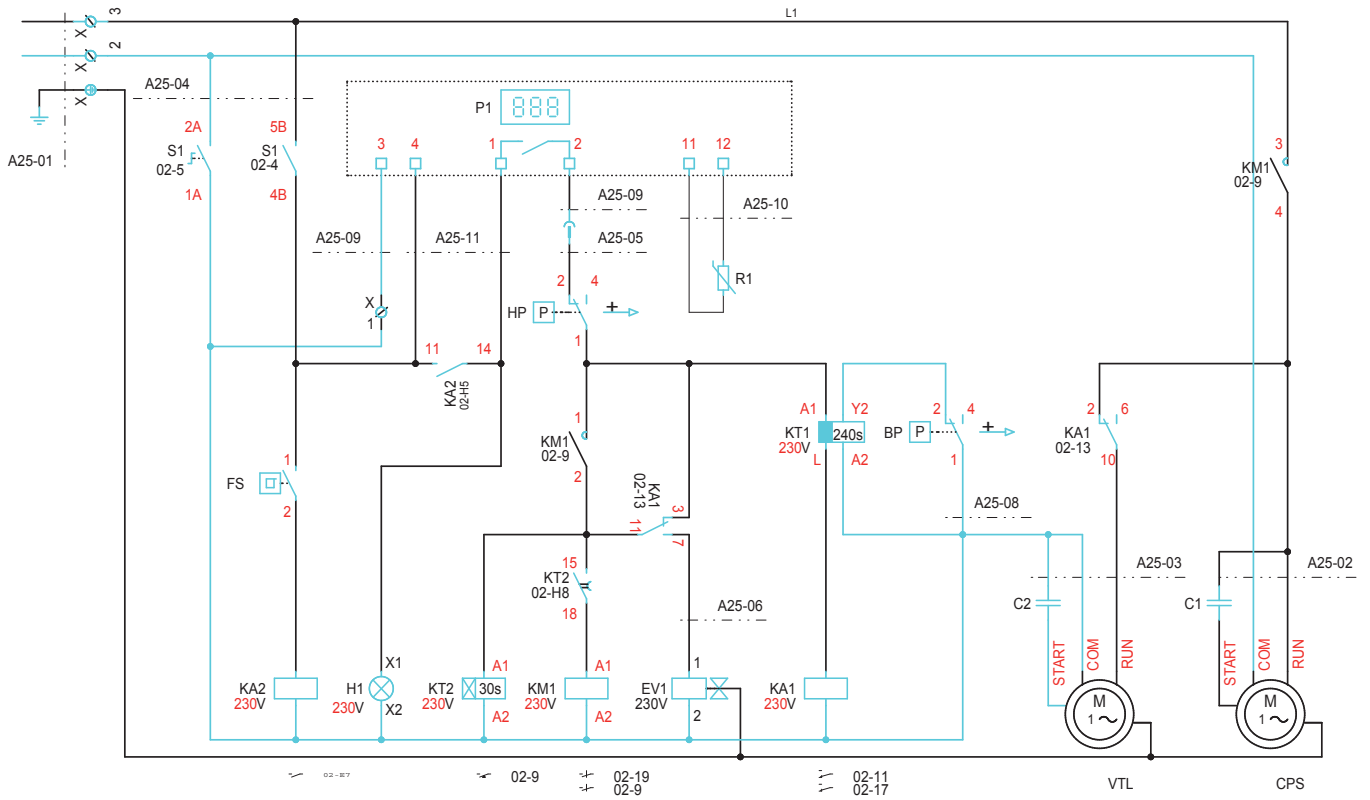 3
L1
X
2
X
X
A25-01
A25-04
2A
5B
S1
02-5
S1
02-4
1A
4B
P1
888
3
4
1
2
11
12
KM1
02-9
3
4
A25-09
A25-10
A25-09
A25-11
A25-05
R1
X
1
2
4
HP
P
+
1
11
14
KA2
02-H5
1
KM1
02-9
2
A1
Y2
KT1
230V
240s
L
A2
2
4
BP
P
+
1
2
6
KA1
02-13
10
FS
1
2
KA1
02-13
3
11
7
A25-08
15
KT2
02-H8
18
A25-06
A25-03
A25-02
C2
C1
START
COM
RUN
START
COM
RUN
KA2
230V
X1
H1
230V
X2
A1
KT2
230V
30s
A2
A1
KM1
230V
A2
1
EV1
230V
2
KA1
230V
M
1
M
1
02-E7
02-9
02-19
02-9
02-11
02-17
VTL
CPS